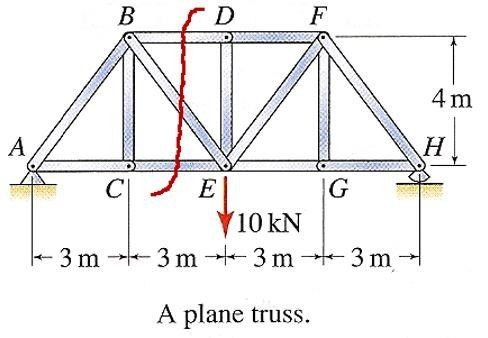 B D F
4 m
A H
C E G
10 kN
3 m 3 m 3 m 3 m
A plane truss.